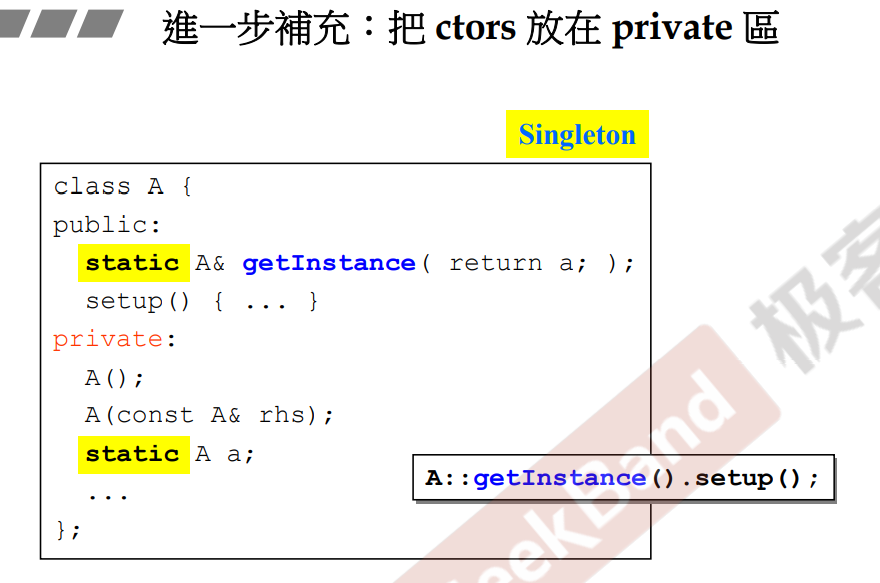 進一步補充：把 ctors 放在 private 區
Singleton
class A {
public:
static A& getInstance( return a; );
setup() { ... }
private:
A();
A(const A& rhs);
static A a;
...
};
A::getInstance().setup();
极客
eekBand